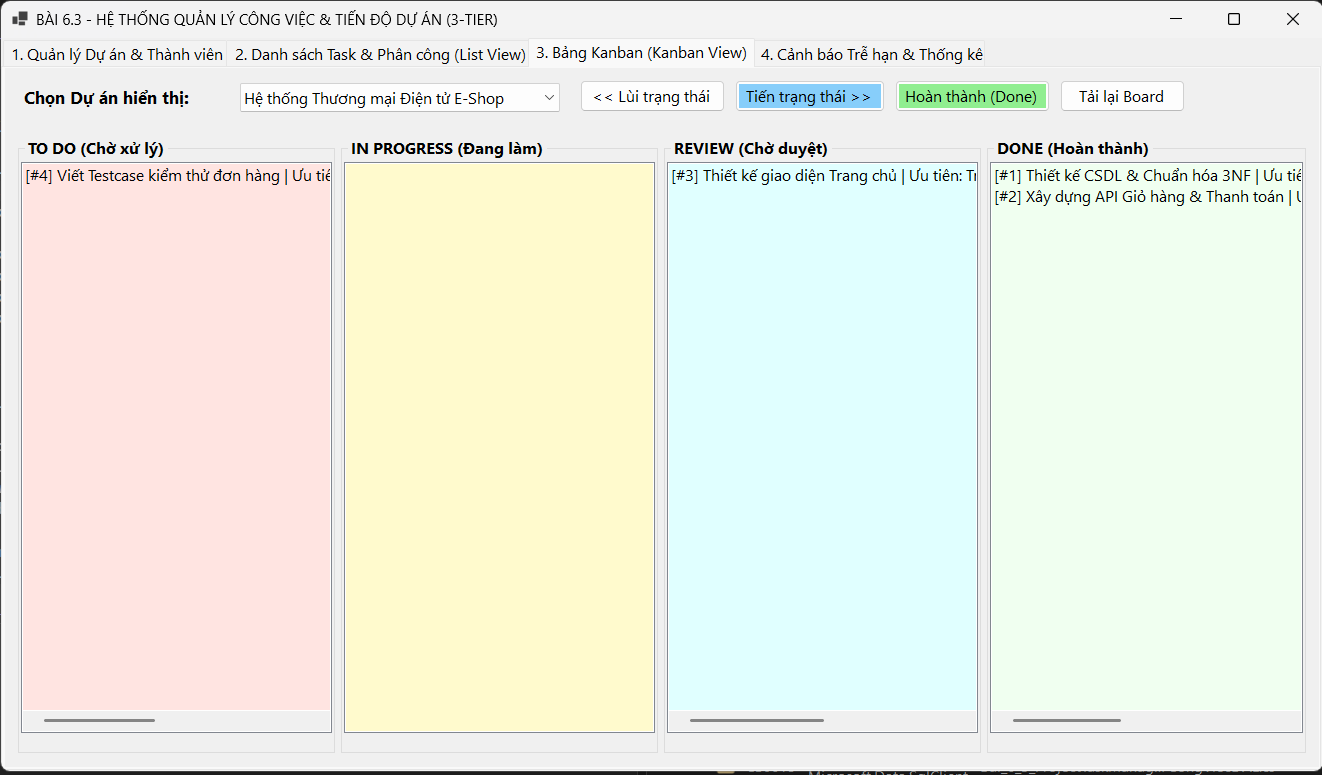 BÀI 6.3 - HỆ THỐNG QUẢN LÝ CÔNG VIỆC & TIẾN ĐỘ DỰ ÁN (3-TIER)
1. Quản lý Dự án & Thành viên 2. Danh sách Task & Phân công (List View) 3. Bảng Kanban (Kanban View) 4. Cảnh báo Trễ hạn & Thống kê
Chọn Dự án hiển thị: Hệ thống Thương mại Điện tử E-Shop << Lùi trạng thái Tiến trạng thái >> Hoàn thành (Done) Tải lại Board
TO DO (Chờ xử lý)
[#4] Viết Testcase kiểm thử đơn hàng | Ưu tiê
IN PROGRESS (Đang làm)
REVIEW (Chờ duyệt)
[#3] Thiết kế giao diện Trang chủ | Ưu tiên: Tr
DONE (Hoàn thành)
[#1] Thiết kế CSDL & Chuẩn hóa 3NF | Ưu tiê
[#2] Xây dựng API Giỏ hàng & Thanh toán | Ư